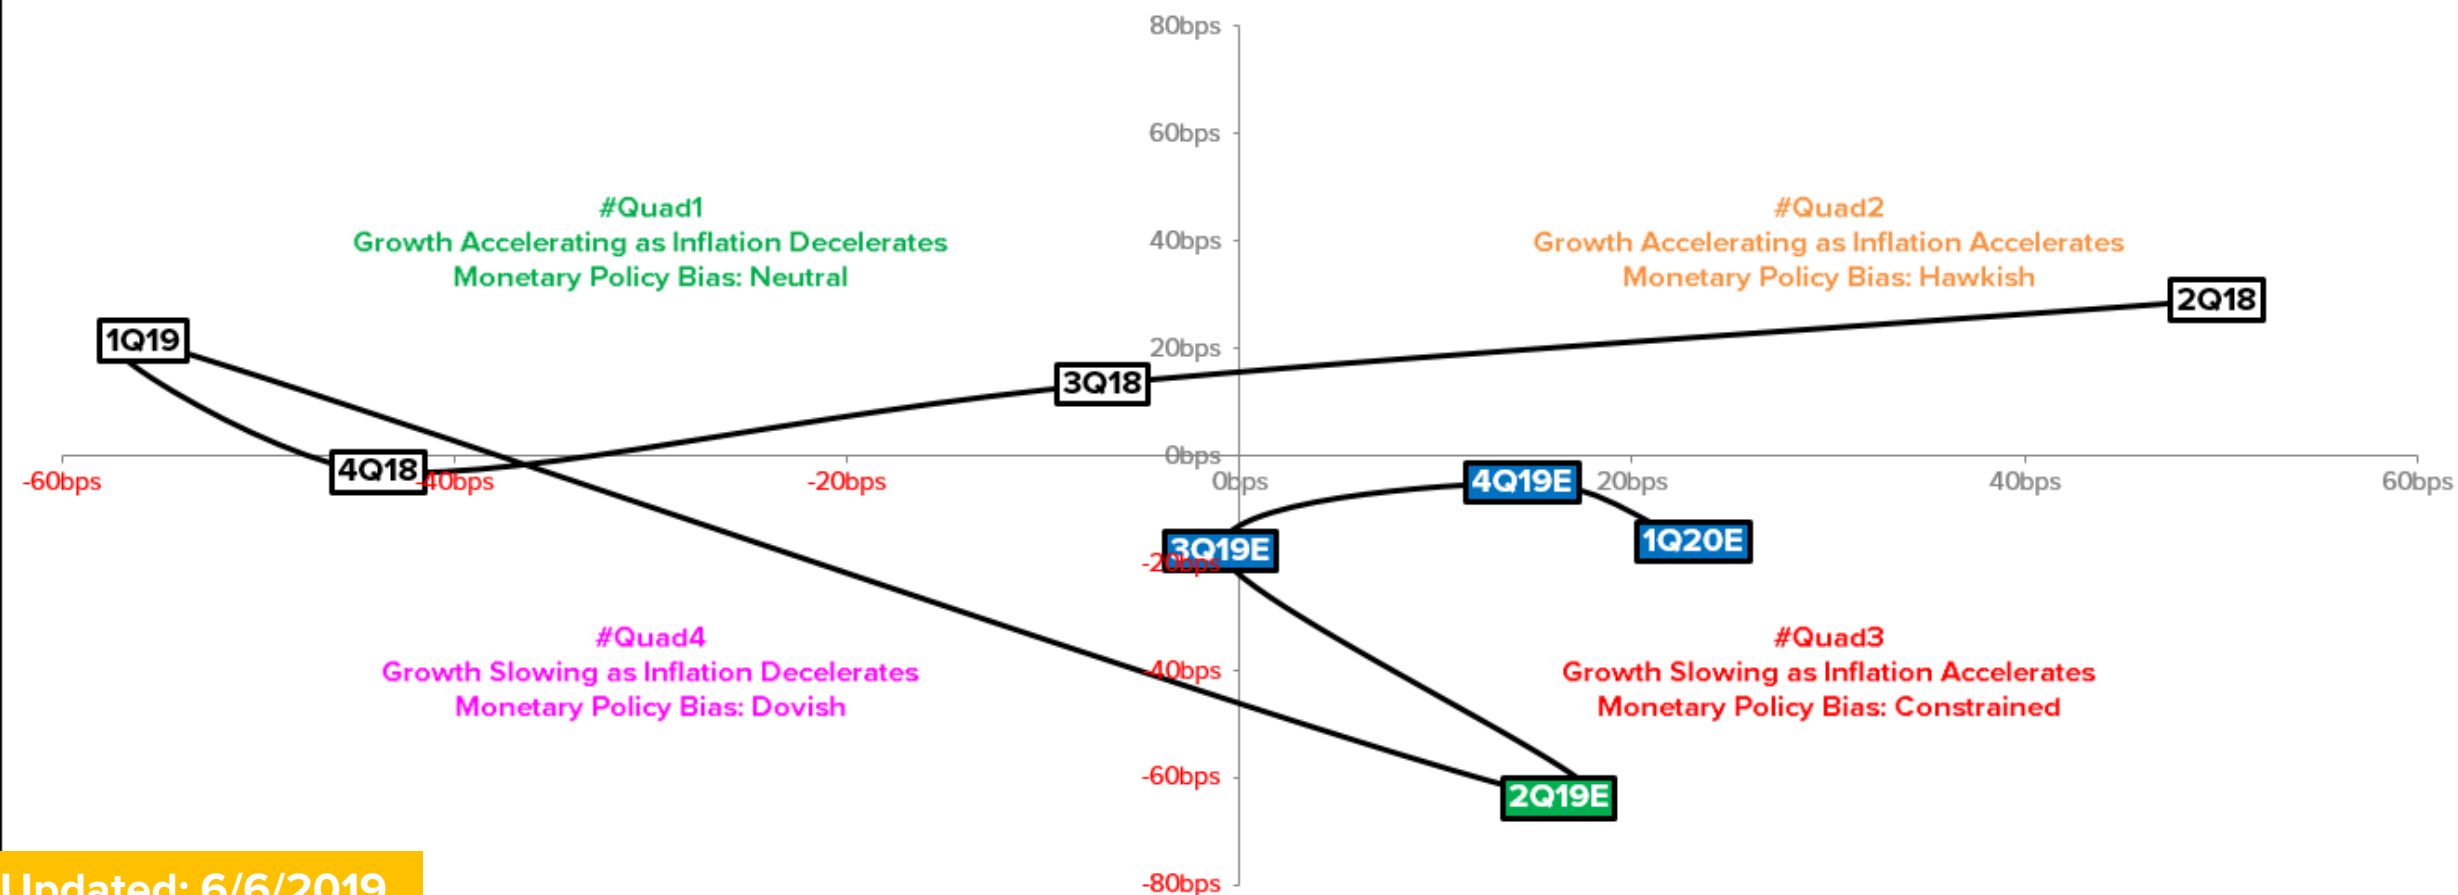 80bps
60bps
#Quad1
Growth Accelerating as Inflation Decelerates
Monetary Policy Bias: Neutral
40bps
#Quad2
Growth Accelerating as Inflation Accelerates
Monetary Policy Bias: Hawkish
2Q18
1Q19
20bps
3Q18
0bps
4Q18
4Q19E
-60bps
-40bps
-20bps
0bps
20bps
40bps
60bps
3Q19E
1Q20E
-20bps
#Quad4
Growth Slowing as Inflation Decelerates
Monetary Policy Bias: Dovish
-40bps
#Quad3
Growth Slowing as Inflation Accelerates
Monetary Policy Bias: Constrained
-60bps
2Q19E
-80bps
Updated: 6/6/2019